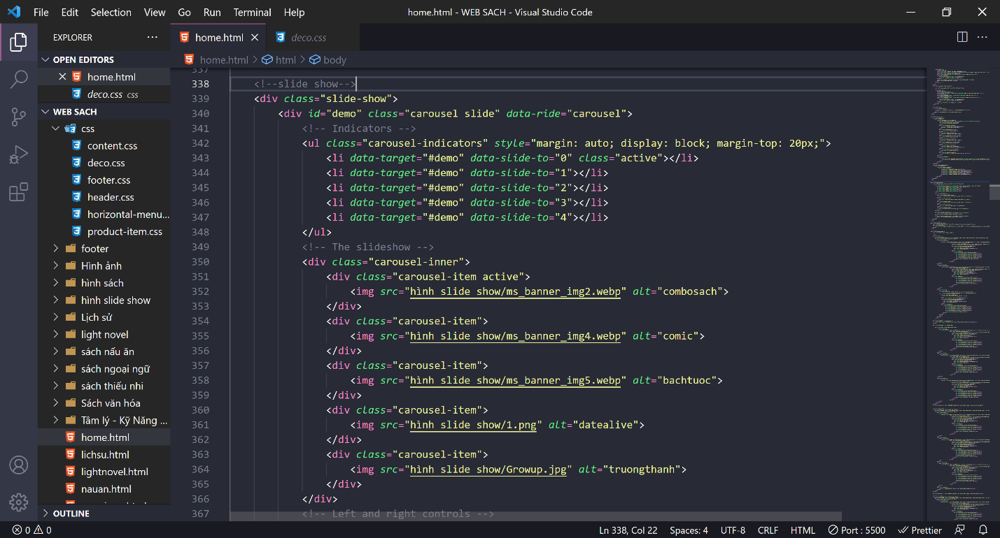 File Edit Selection View Go Run Terminal Help
home.html - WEB SACH - Visual Studio Code
EXPLORER
OPEN EDITORS
home.html
deco.css css
WEB SACH
css
content.css
deco.css
footer.css
header.css
horizontal-menu...
product-item.css
footer
Hình ảnh
hình sách
hình slide show
Lịch sử
light novel
sách nấu ăn
sách ngoại ngữ
sách thiếu nhi
Sách văn hóa
Tâm lý - Kỹ Năng ...
home.html
lichsu.html
lightnovel.html
nauan.html
OUTLINE
home.html deco.css
home.html > html > body
337
338 <!--slide show-->
339 <div class="slide-show">
340 <div id="demo" class="carousel slide" data-ride="carousel">
341 <!-- Indicators -->
342 <ul class="carousel-indicators" style="margin: auto; display: block; margin-top: 20px;">
343 <li data-target="#demo" data-slide-to="0" class="active"></li>
344 <li data-target="#demo" data-slide-to="1"></li>
345 <li data-target="#demo" data-slide-to="2"></li>
346 <li data-target="#demo" data-slide-to="3"></li>
347 <li data-target="#demo" data-slide-to="4"></li>
348 </ul>
349 <!-- The slideshow -->
350 <div class="carousel-inner">
351 <div class="carousel-item active">
352 <img src="hình slide show/ms_banner_img2.webp" alt="combosach">
353 </div>
354 <div class="carousel-item">
355 <img src="hình slide show/ms_banner_img4.webp" alt="comic">
356 </div>
357 <div class="carousel-item">
358 <img src="hình slide show/ms_banner_img5.webp" alt="bachtuoc">
359 </div>
360 <div class="carousel-item">
361 <img src="hình slide show/1.png" alt="datealive">
362 </div>
363 <div class="carousel-item">
364 <img src="hình slide show/Growup.jpg" alt="truongthanh">
365 </div>
366 </div>
367 <!-- Left and right controls -->
0 0 Ln 338, Col 22 Spaces: 4 UTF-8 CRLF HTML Port : 5500 Prettier